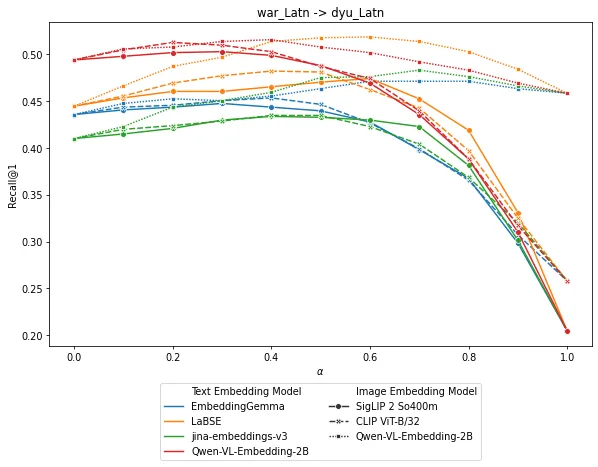 war_Latn -> dyu_Latn
Recall@1
0.50
0.45
0.40
0.35
0.30
0.25
0.20
0.0
0.2
0.4
0.6
0.8
1.0
α
Text Embedding Model
EmbeddingGemma
LaBSE
jina-embeddings-v3
Qwen-VL-Embedding-2B
Image Embedding Model
SigLIP 2 So400m
CLIP ViT-B/32
Qwen-VL-Embedding-2B